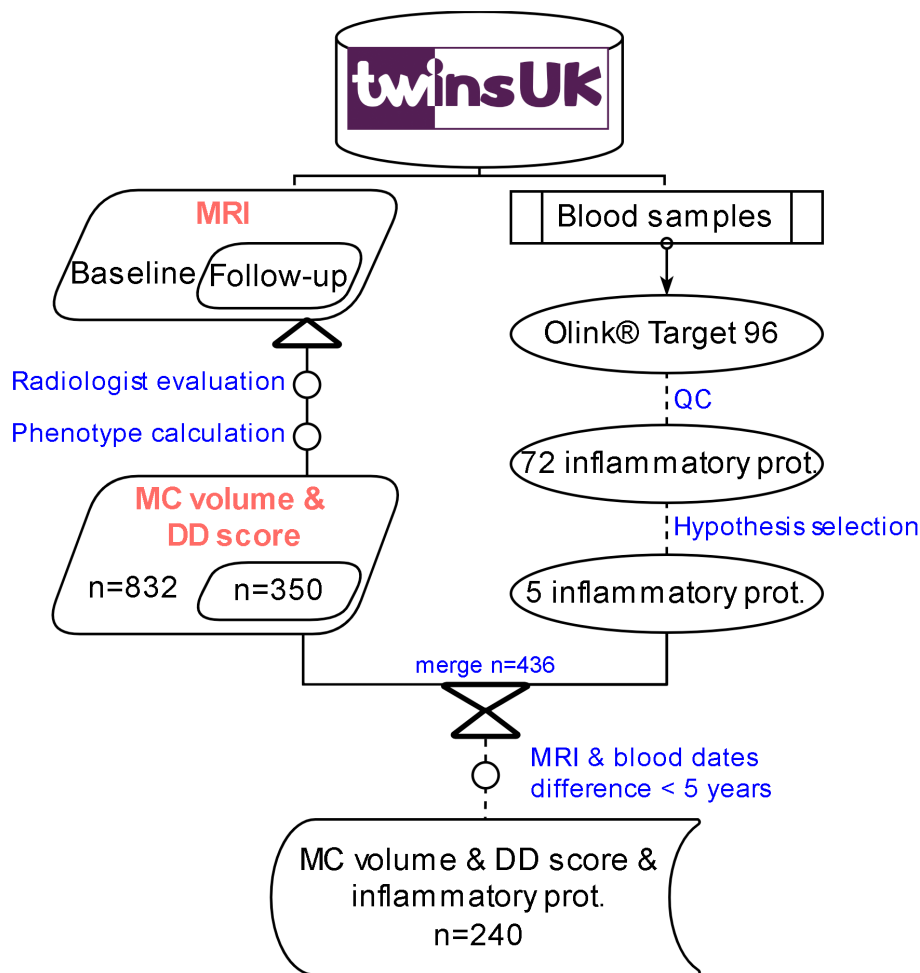 twinsUK
MRI
Baseline
Follow-up
Blood samples
Olink® Target 96
Radiologist evaluation
QC
Phenotype calculation
72 inflammatory prot.
MC volume &
DD score
Hypothesis selection
n=832
n=350
5 inflammatory prot.
merge n=436
MRI & blood dates
difference < 5 years
MC volume & DD score &
inflammatory prot.
n=240